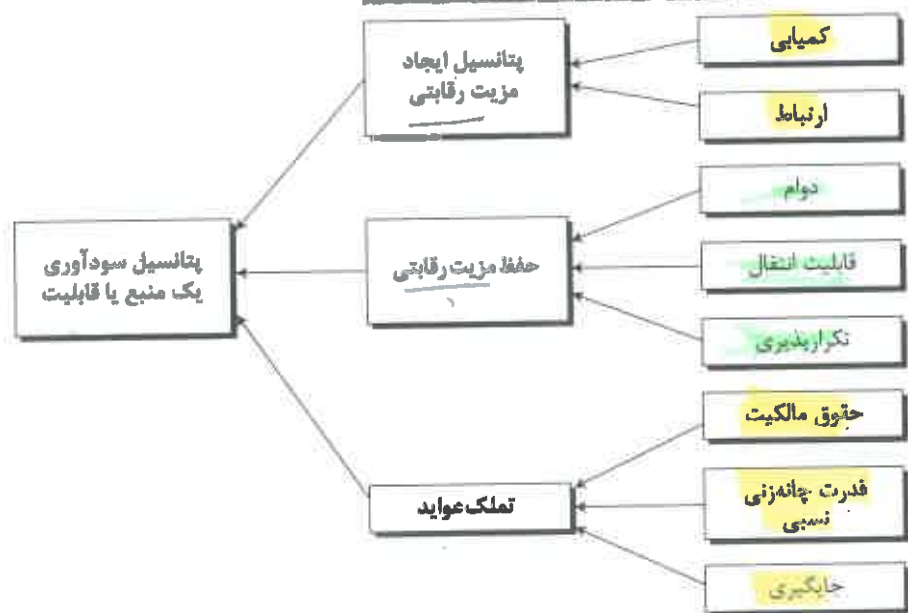 کمیابی
پتانسیل ایجاد
مزیت رقابتی
ارتباط
دوام
پتانسیل سودآوری
یک منبع یا قابلیت
حفظ مزیت رقابتی
قابلیت انتقال
تکرارپذیری
حقوق مالکیت
تملک عواید
قدرت چانه‌زنی
نسبی
جایگیری